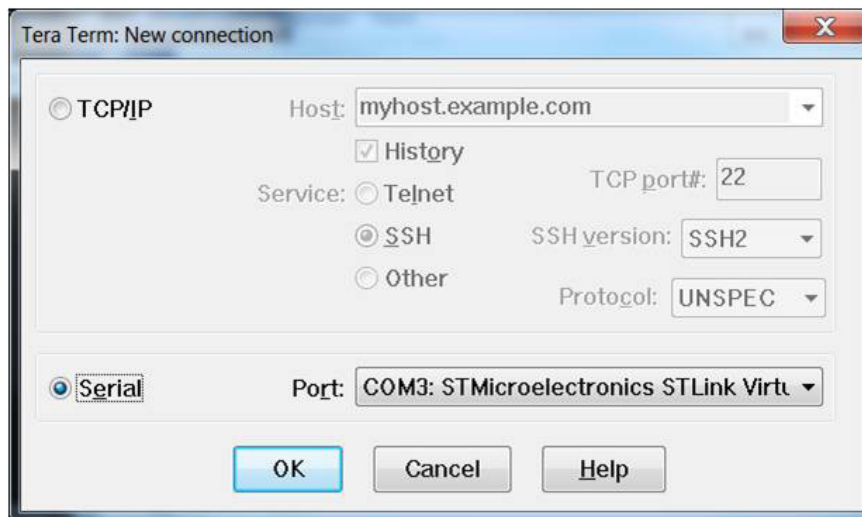 Tera Term: New connection
TCP/IP Host: myhost.example.com
History
Service: Telnet TCP port#: 22
SSH SSH version: SSH2
Other Protocol: UNSPEC
Serial Port: COM3: STMicroelectronics STLink Virtu
OK Cancel Help